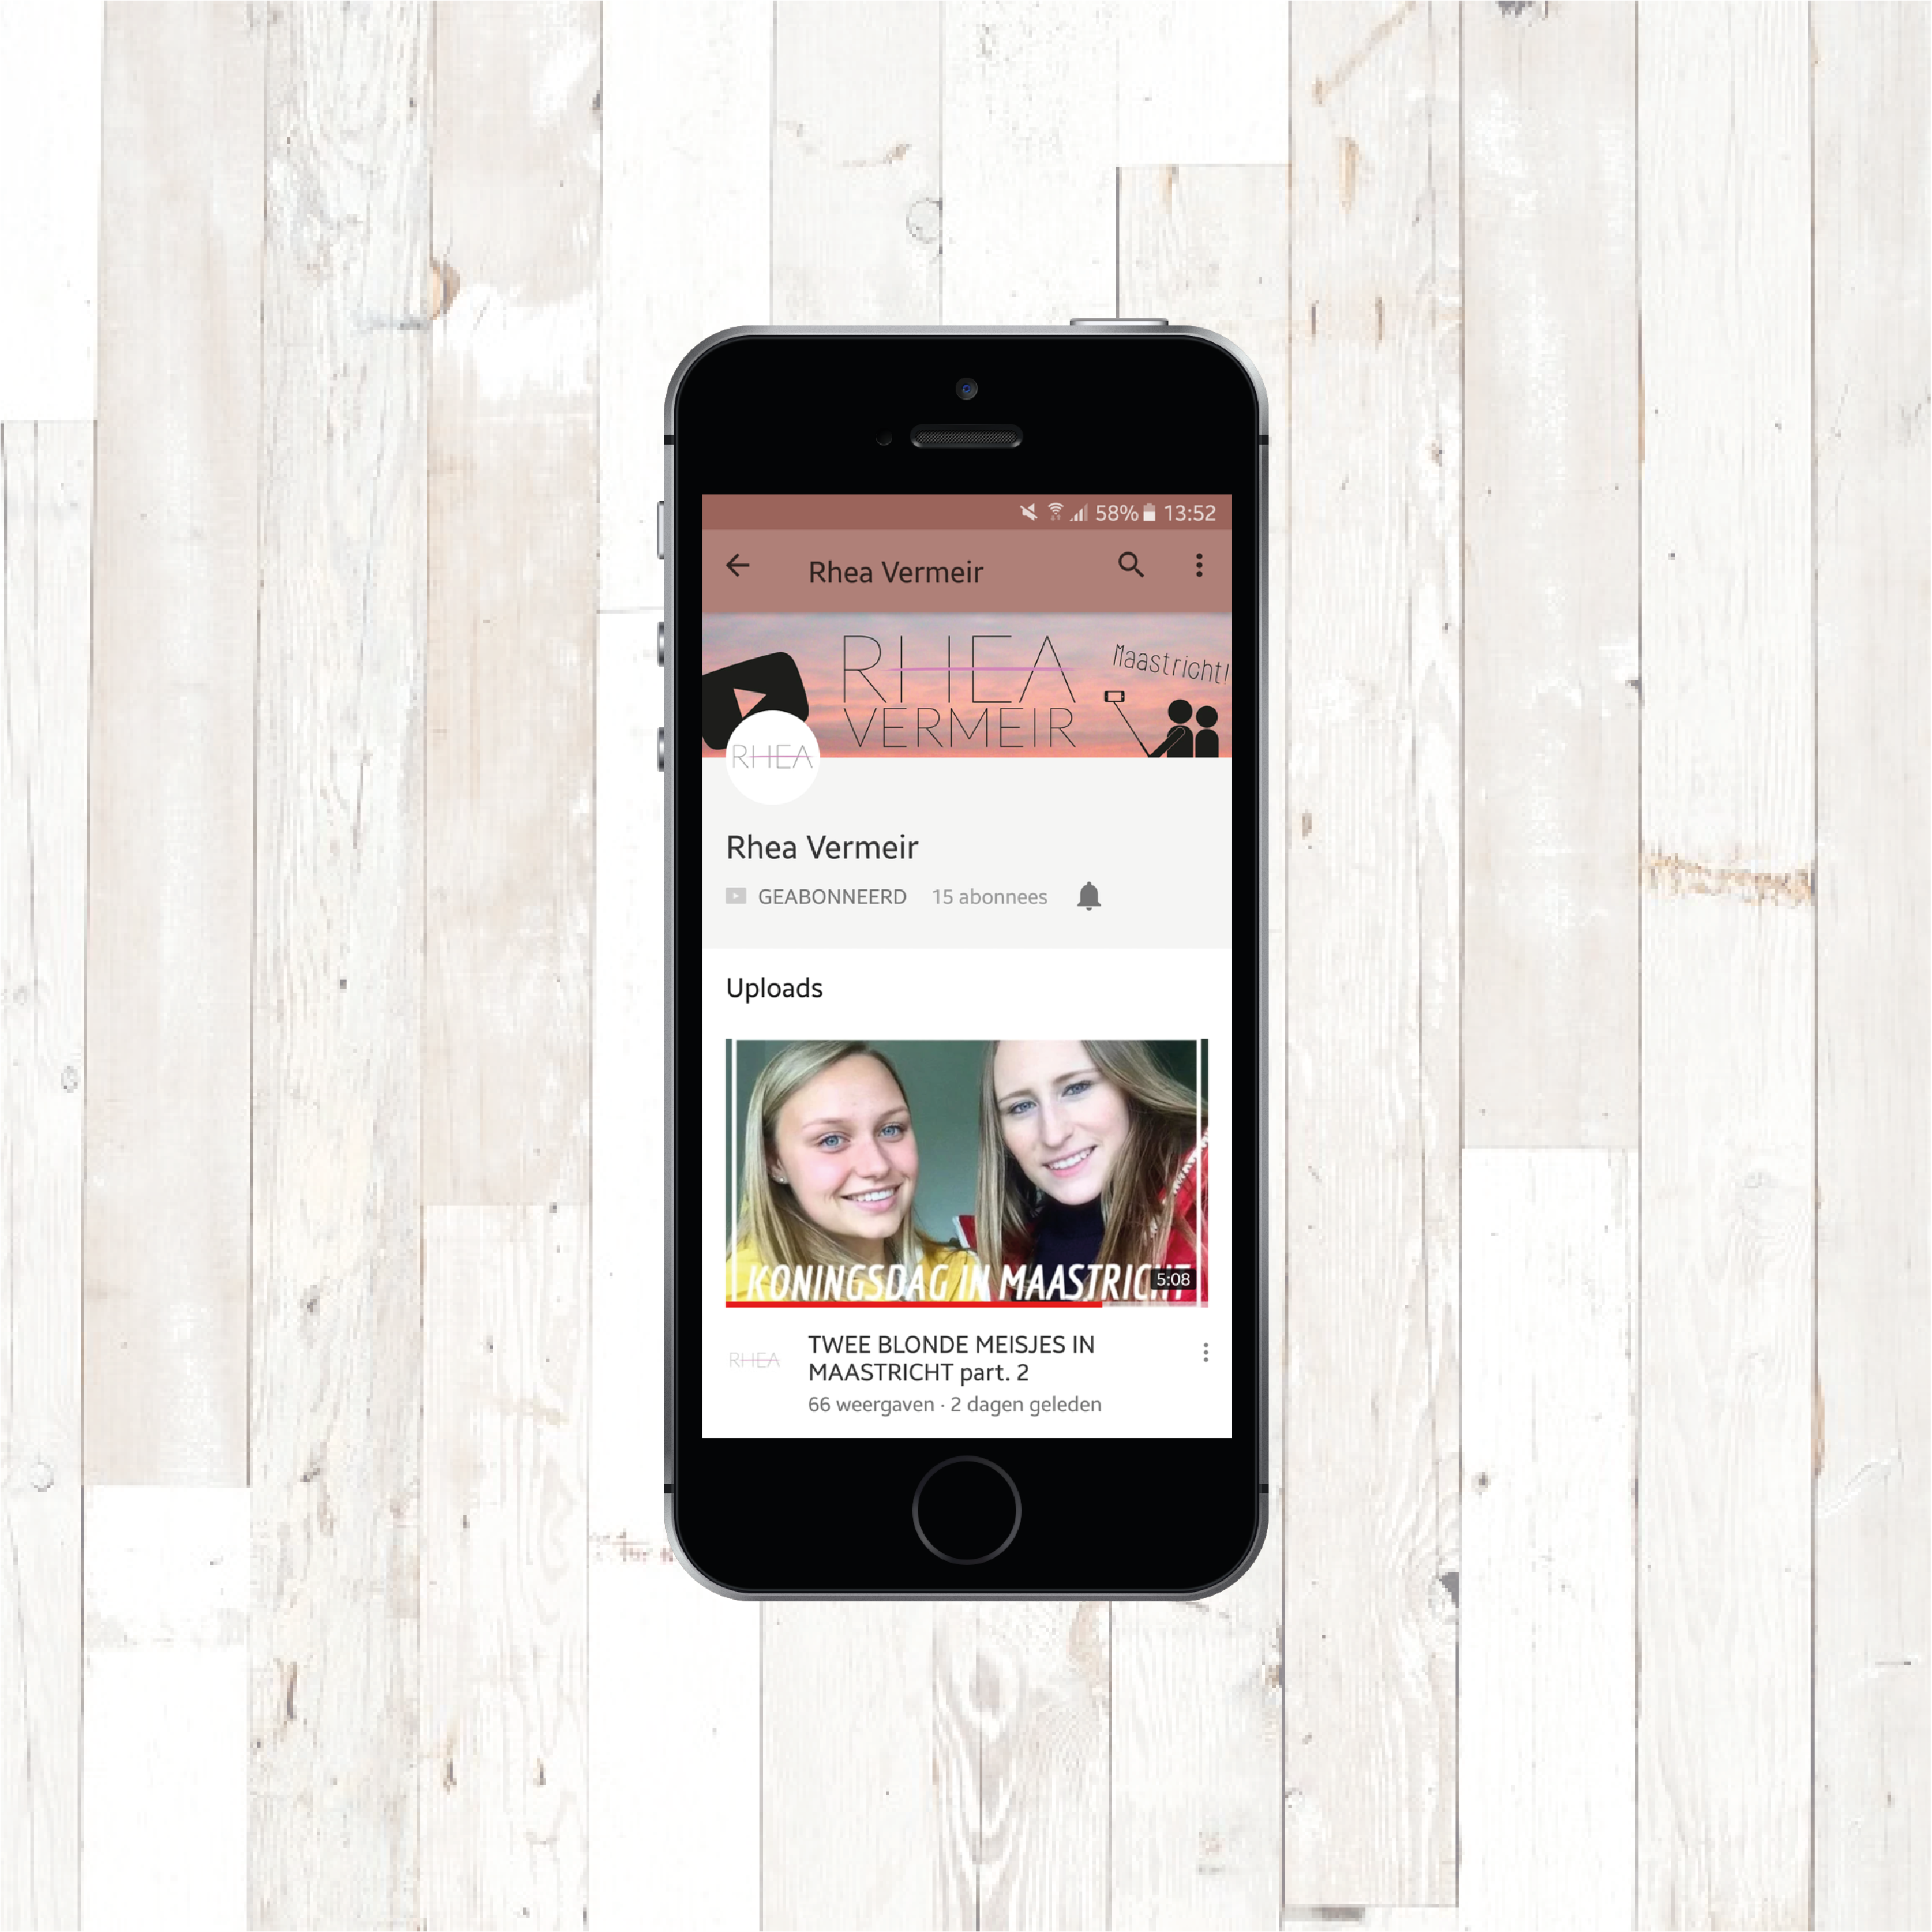 58% 13:52
Rhea Vermeir
RHEA
VERMEIR
Maastricht!
RHEA
Rhea Vermeir
GEABONNEERD 15 abonnees
Uploads
KONINGSDAG IN MAASTRICHT
5:08
RHEA
TWEE BLONDE MEISJES IN
MAASTRICHT part. 2
66 weergaven · 2 dagen geleden